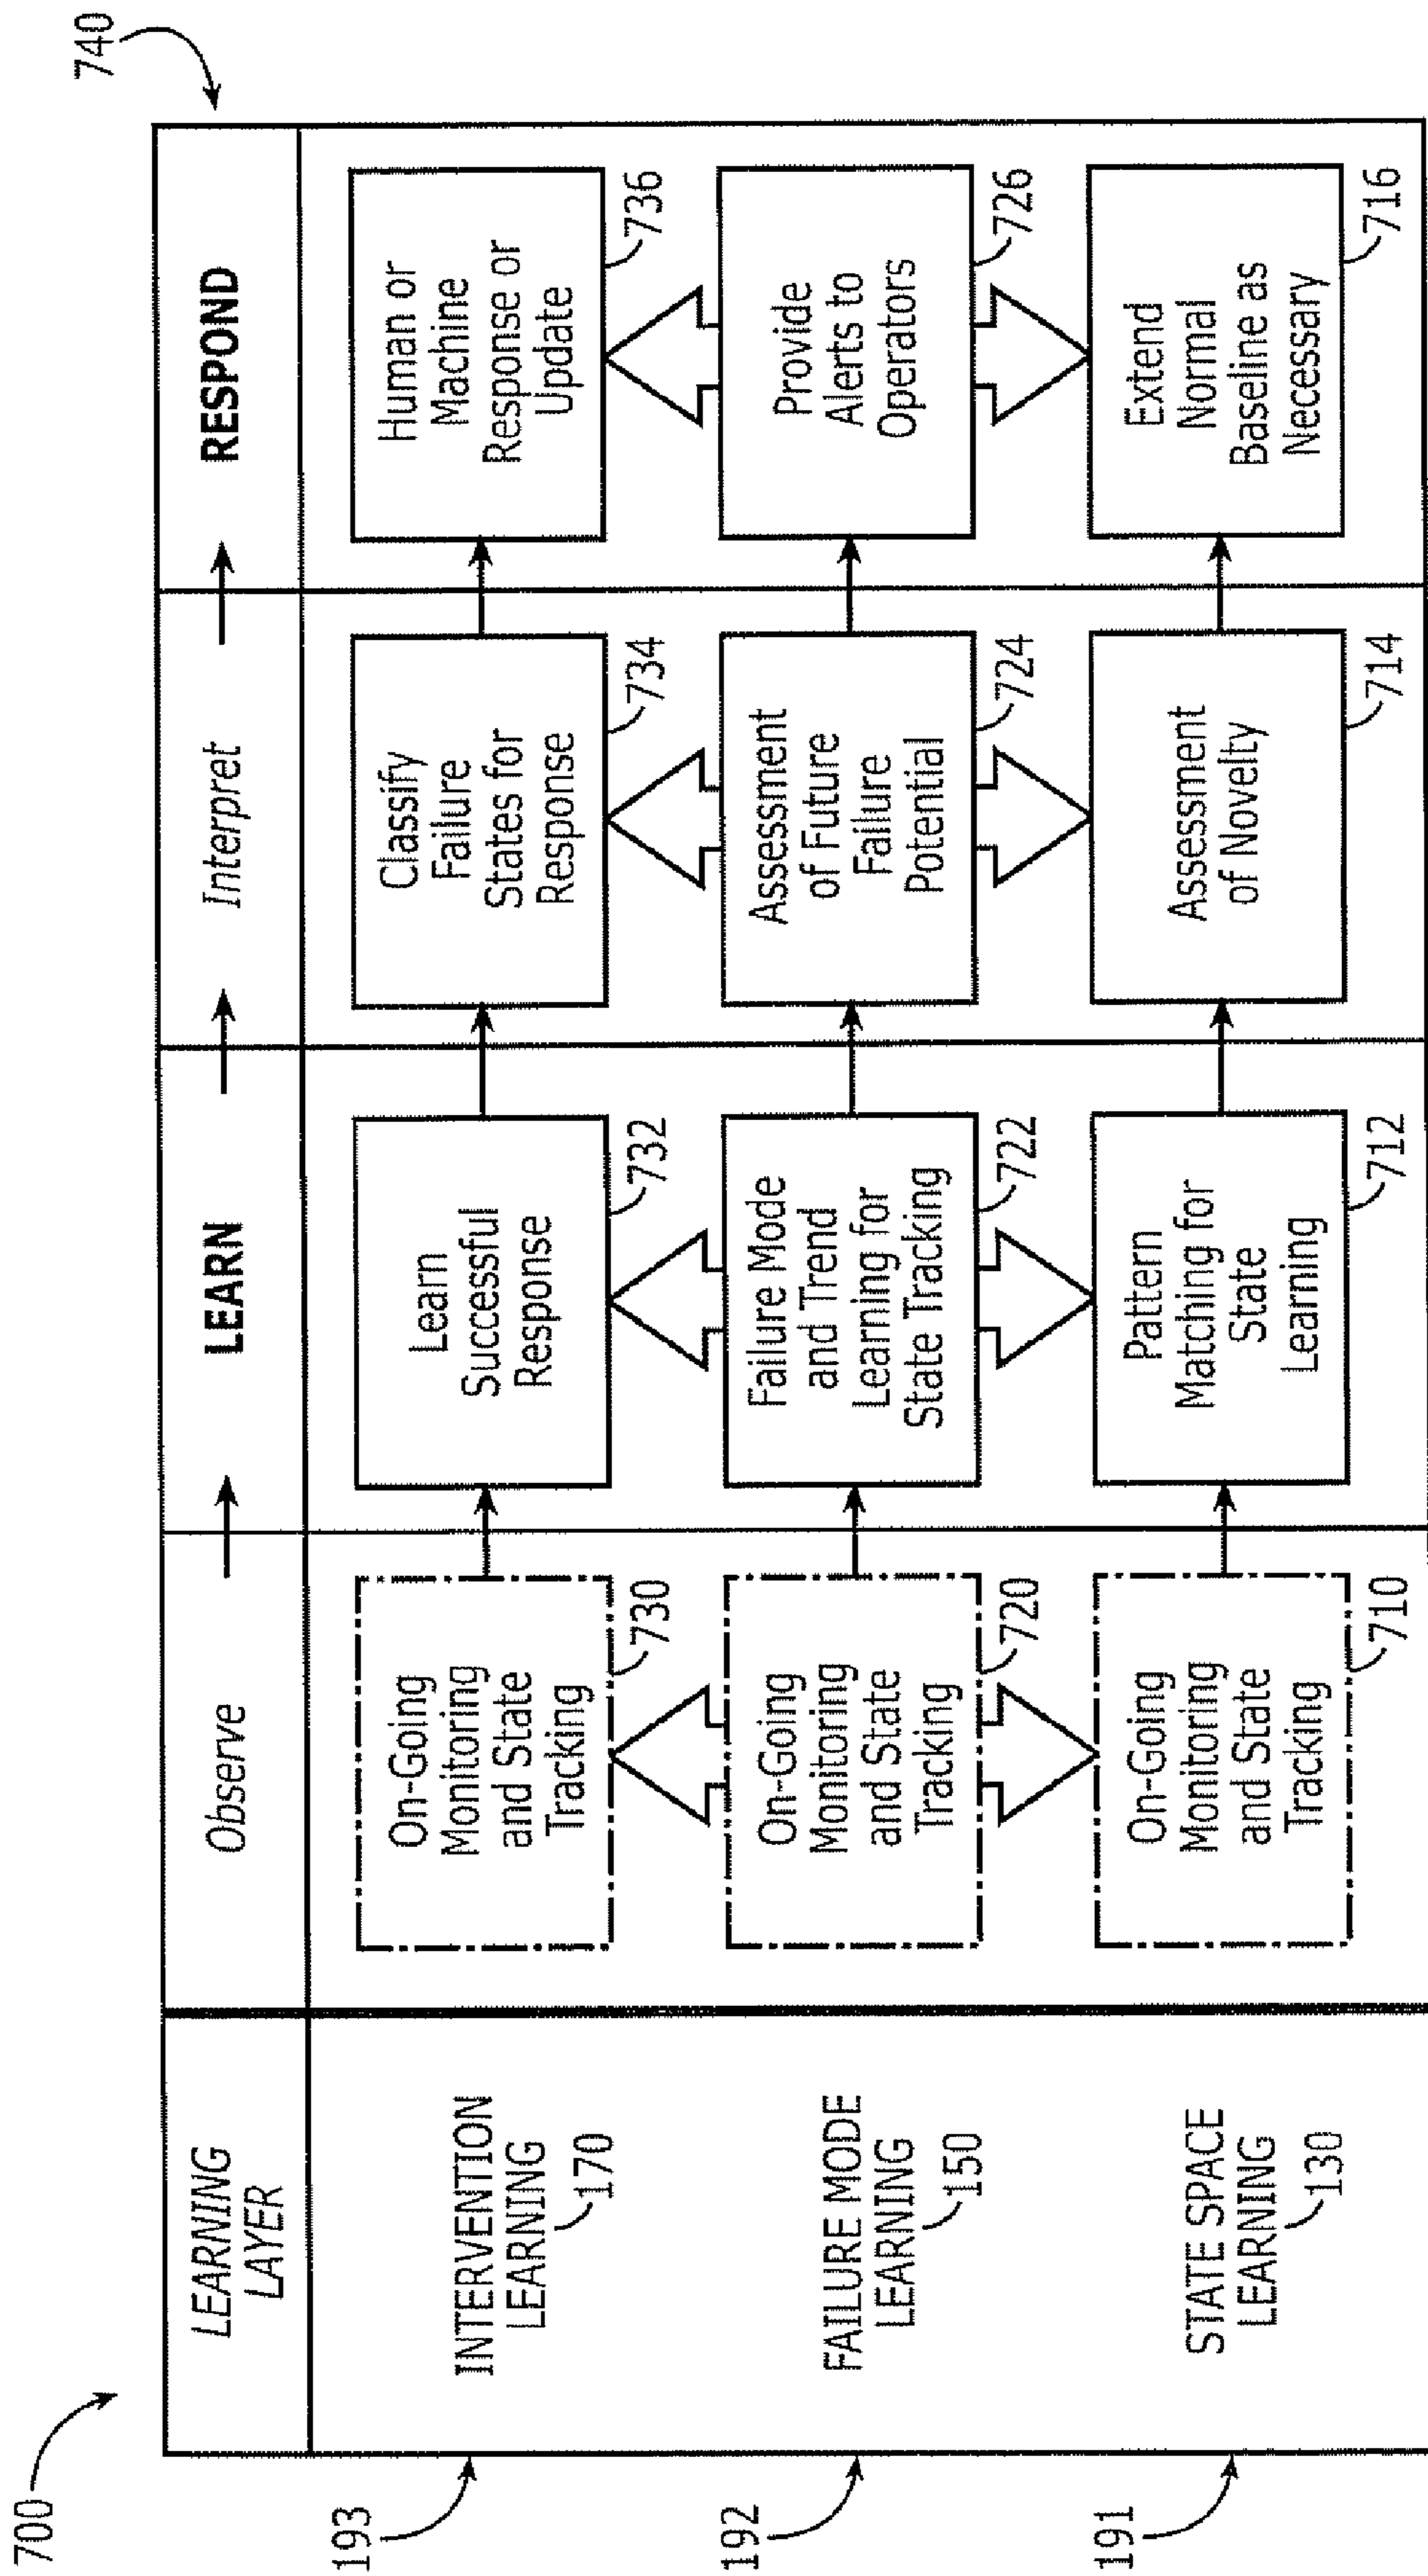 700
740
LEARNING
LAYER
Observe
LEARN
Interpret
RESPOND
193
INTERVENTION
LEARNING
170
On-Going
Monitoring
and State
Tracking
730
Learn
Successful
Response
732
Classify
Failure
States for
Response
734
Human or
Machine
Response or
Update
736
192
FAILURE MODE
LEARNING
150
On-Going
Monitoring
and State
Tracking
720
Failure Mode
and Trend
Learning for
State Tracking
722
Assessment
of Future
Failure
Potential
724
Provide
Alerts to
Operators
726
191
STATE SPACE
LEARNING
130
On-Going
Monitoring
and State
Tracking
710
Pattern
Matching for
State
Learning
712
Assessment
of Novelty
714
Extend
Normal
Baseline as
Necessary
716